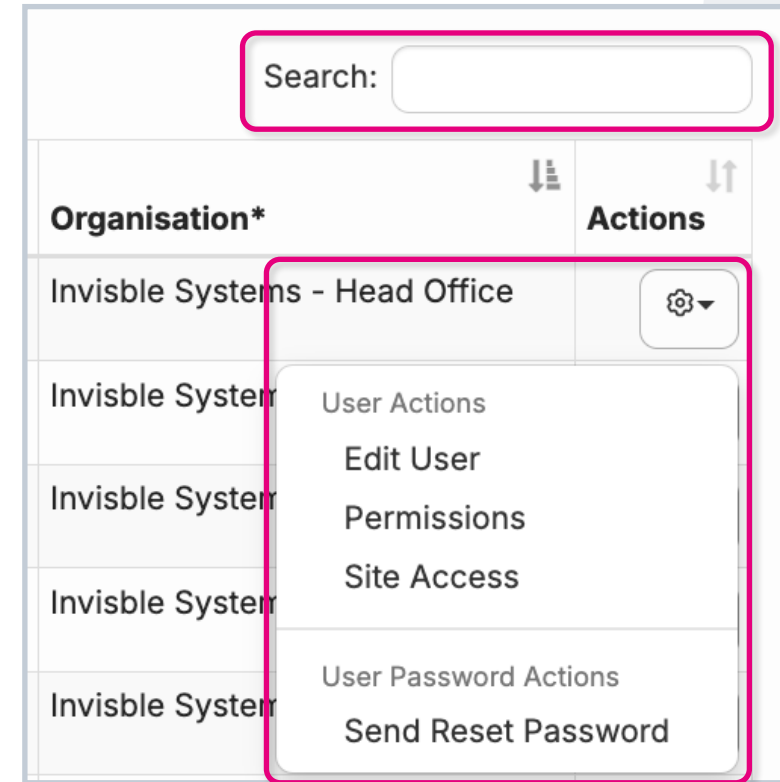 Search:
Organisation* Actions
Invisble Systems - Head Office
Invisble System
User Actions
Edit User
Invisble System
Permissions
Site Access
Invisble System
User Password Actions
Invisble System
Send Reset Password